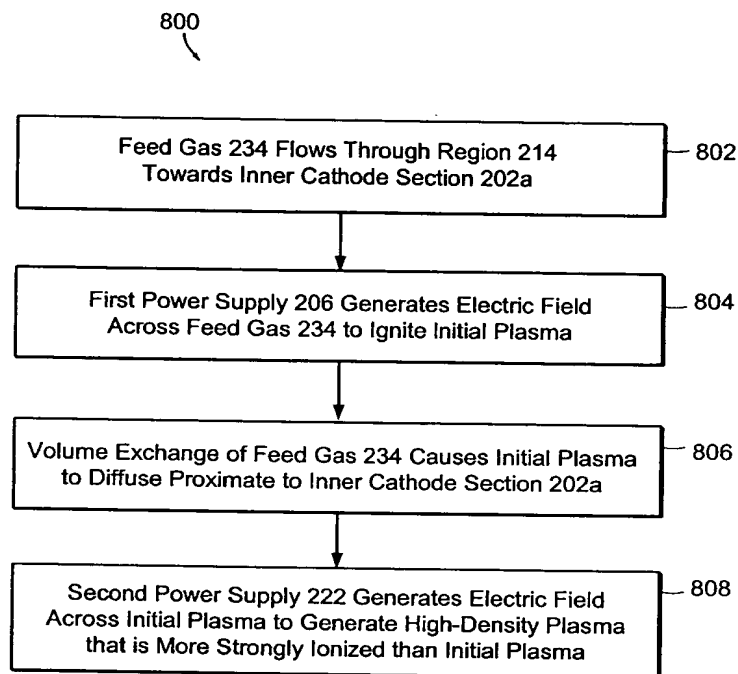 800
Feed Gas 234 Flows Through Region 214
Towards Inner Cathode Section 202a
802
First Power Supply 206 Generates Electric Field
Across Feed Gas 234 to Ignite Initial Plasma
804
Volume Exchange of Feed Gas 234 Causes Initial Plasma
to Diffuse Proximate to Inner Cathode Section 202a
806
Second Power Supply 222 Generates Electric Field
Across Initial Plasma to Generate High-Density Plasma
that is More Strongly Ionized than Initial Plasma
808